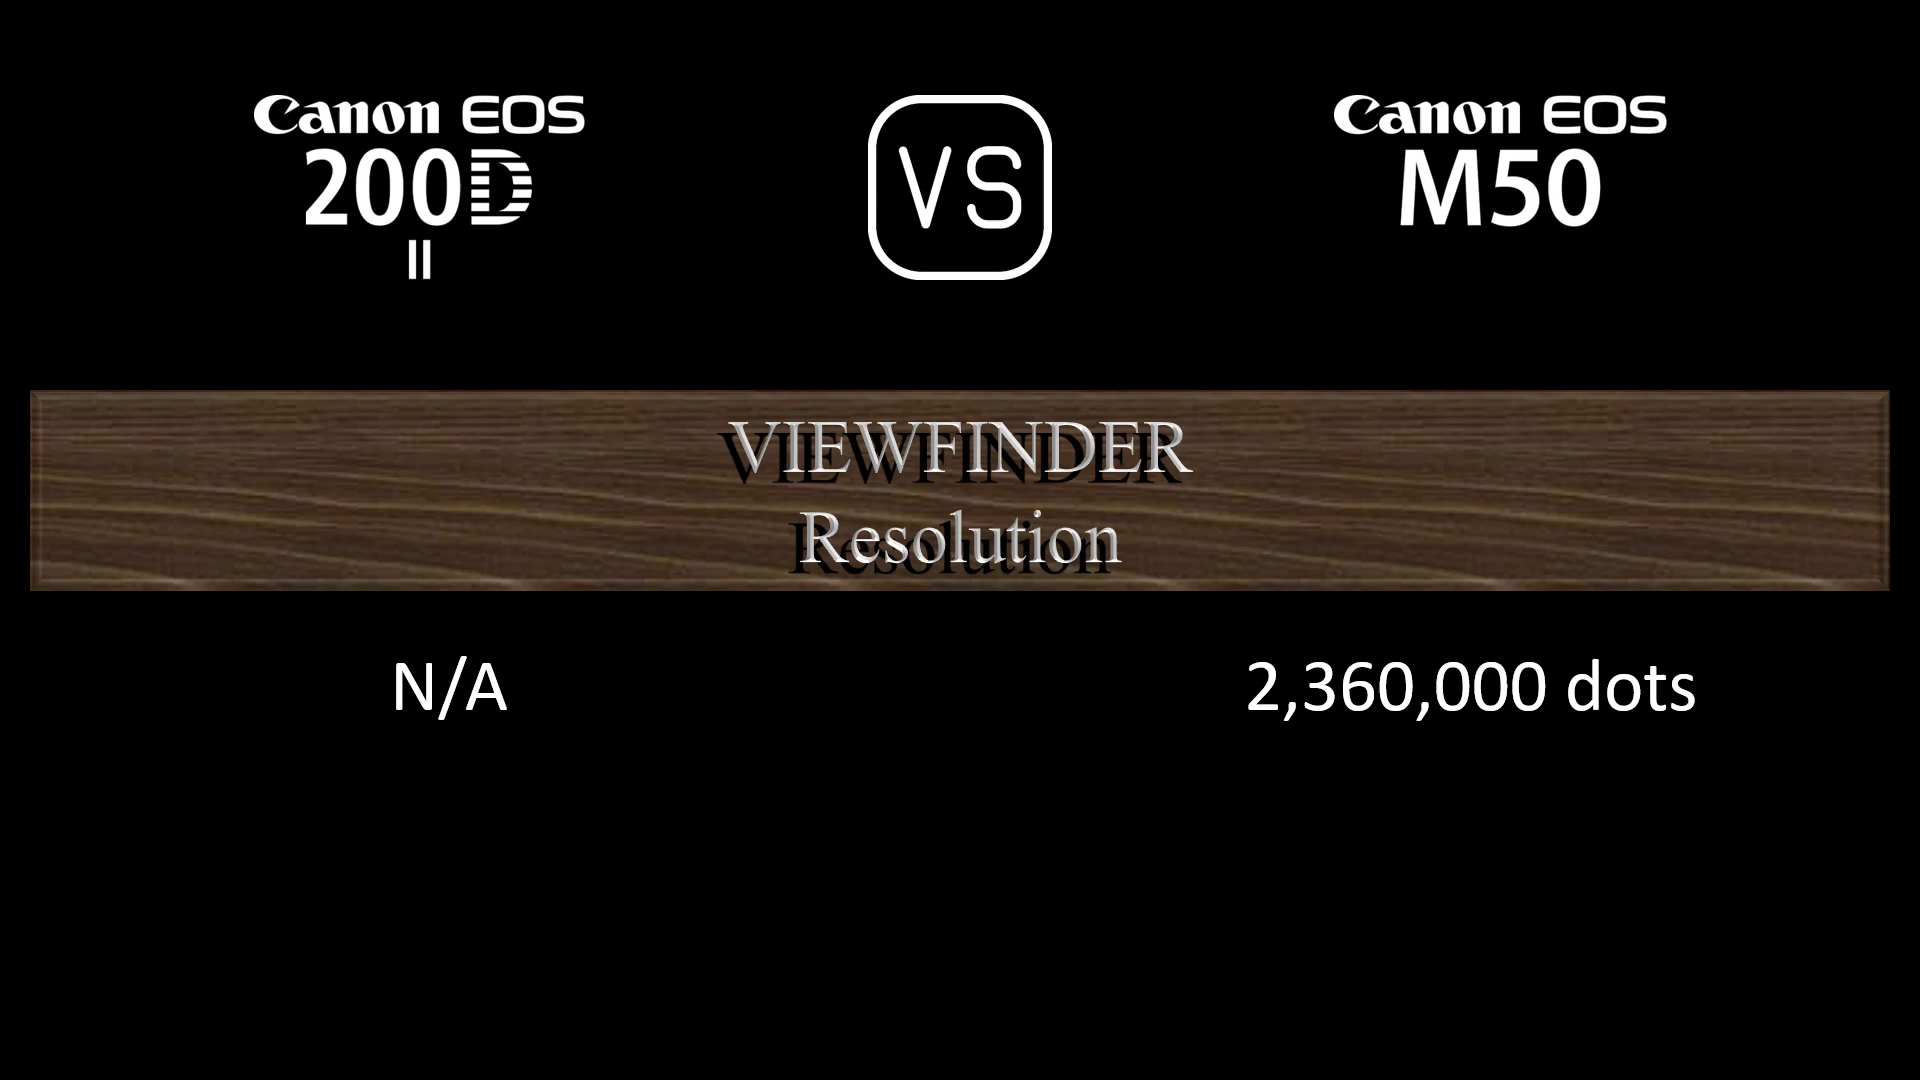 Canon EOS
200D
II
VS
Canon EOS
M50
VIEWFINDER
Resolution
N/A
2,360,000 dots